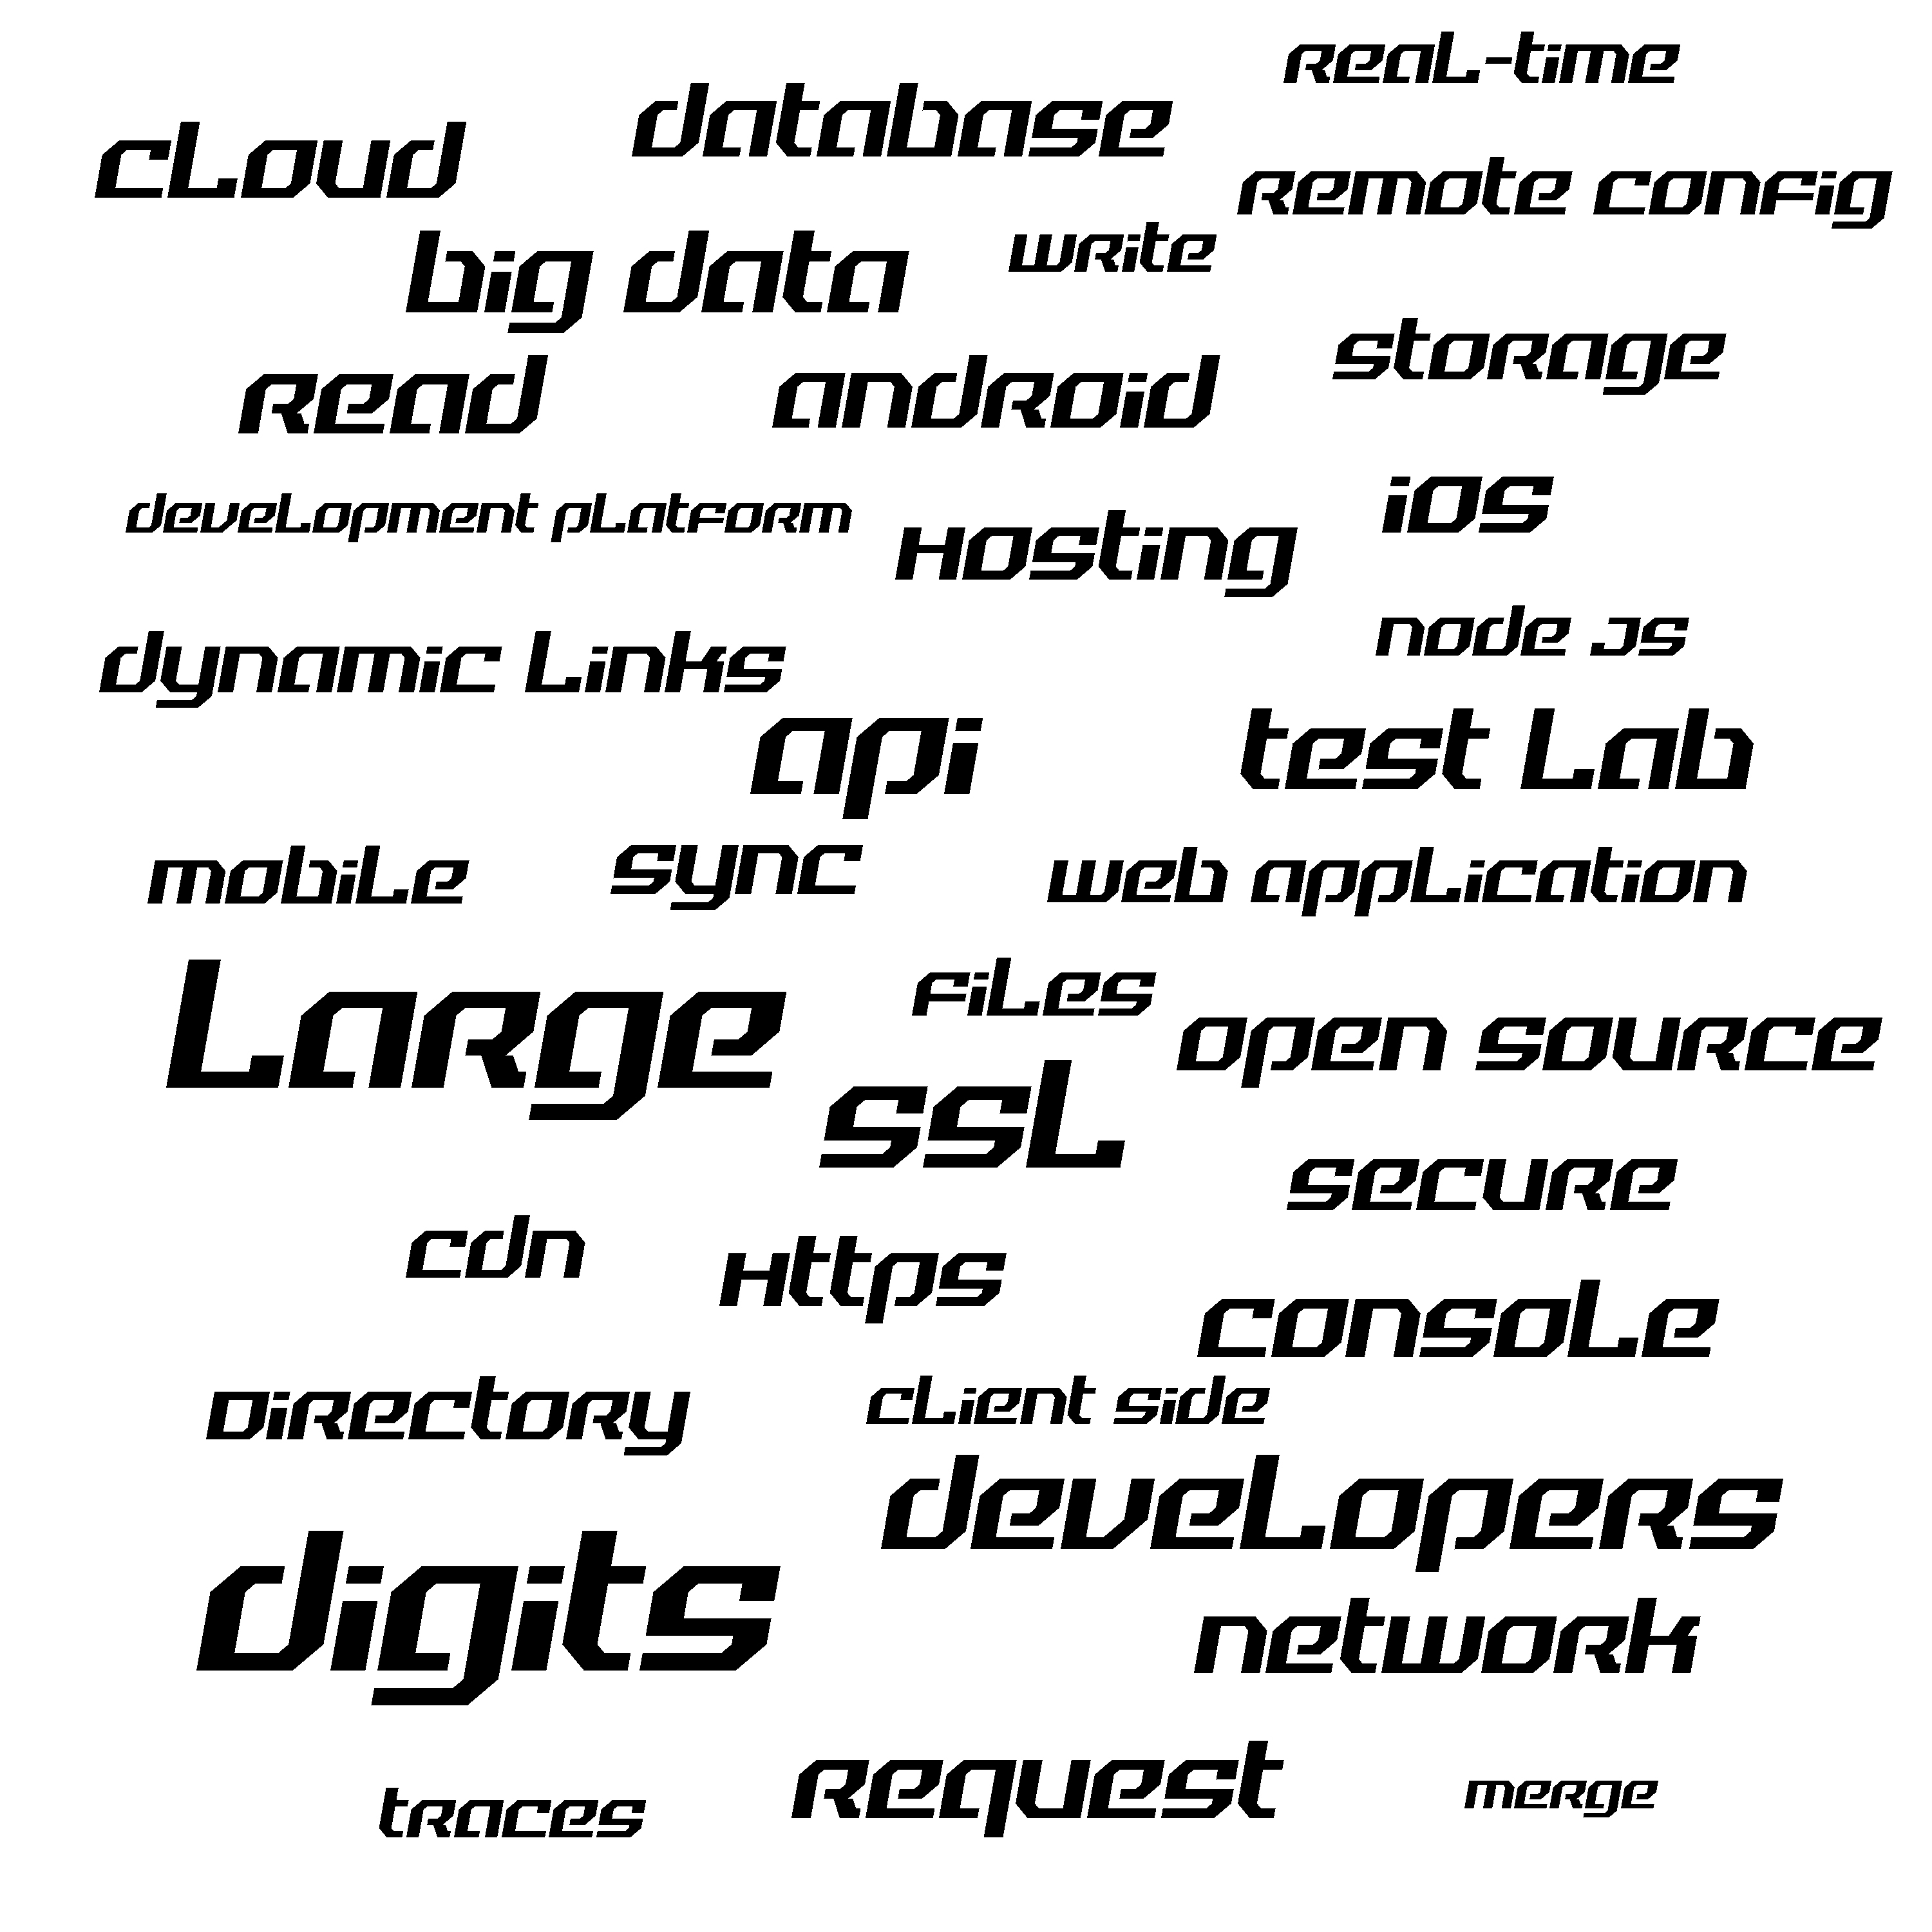 real-time
database
cloud
remote config
write
big data
storage
read
android
ios
development platform
Hosting
node js
dynamic links
api
test lab
mobile
sync
web application
files
Large
open source
ssl
secure
cdn
Https
console
Directory
client side
developers
digits
network
request
traces
merge